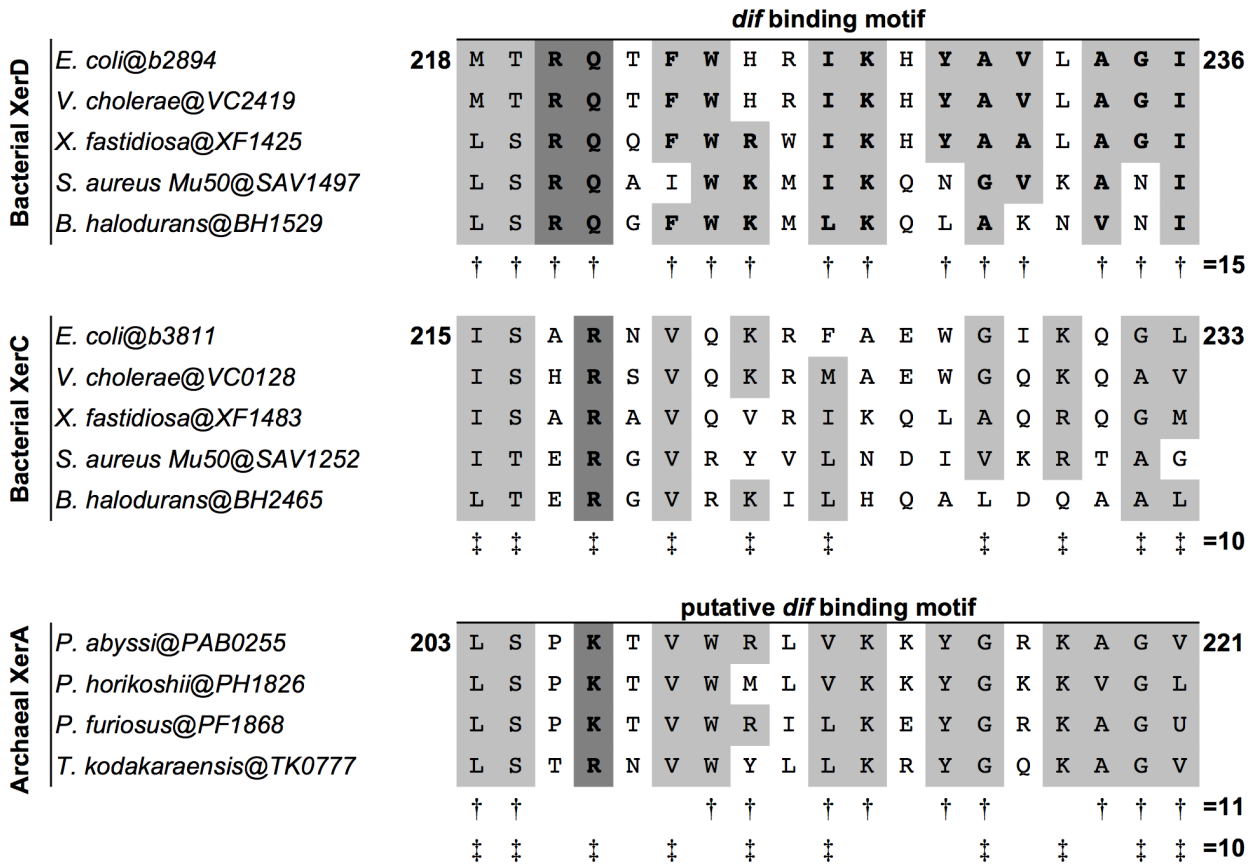 dif binding motif
Bacterial XerD
E. coli@b2894 218 M T R Q T F W H R I K H Y A V L A G I 236
V. cholerae@VC2419 M T R Q T F W H R I K H Y A V L A G I
X. fastidiosa@XF1425 L S R Q Q F W R W I K H Y A A L A G I
S. aureus Mu50@SAV1497 L S R Q A I W K M I K Q N G V K A N I
B. halodurans@BH1529 L S R Q G F W K M L K Q L A K N V N I
† † † † † † † † † † † † † † † =15
Bacterial XerC
E. coli@b3811 215 I S A R N V Q K R F A E W G I K Q G L 233
V. cholerae@VC0128 I S H R S V Q K R M A E W G Q K Q A V
X. fastidiosa@XF1483 I S A R A V Q V R I K Q L A Q R Q G M
S. aureus Mu50@SAV1252 I T E R G V R Y V L N D I V K R T A G
B. halodurans@BH2465 L T E R G V R K I L H Q A L D Q A A L
‡ ‡ ‡ ‡ ‡ ‡ ‡ ‡ ‡ ‡ =10
putative dif binding motif
Archaeal XerA
P. abyssi@PAB0255 203 L S P K T V W R L V K K Y G R K A G V 221
P. horikoshii@PH1826 L S P K T V W M L V K K Y G K K V G L
P. furiosus@PF1868 L S P K T V W R I L K E Y G R K A G U
T. kodakaraensis@TK0777 L S T R N V W Y L L K R Y G Q K A G V
† † † † † † † † † † † =11
‡ ‡ ‡ ‡ ‡ ‡ ‡ ‡ ‡ ‡ =10